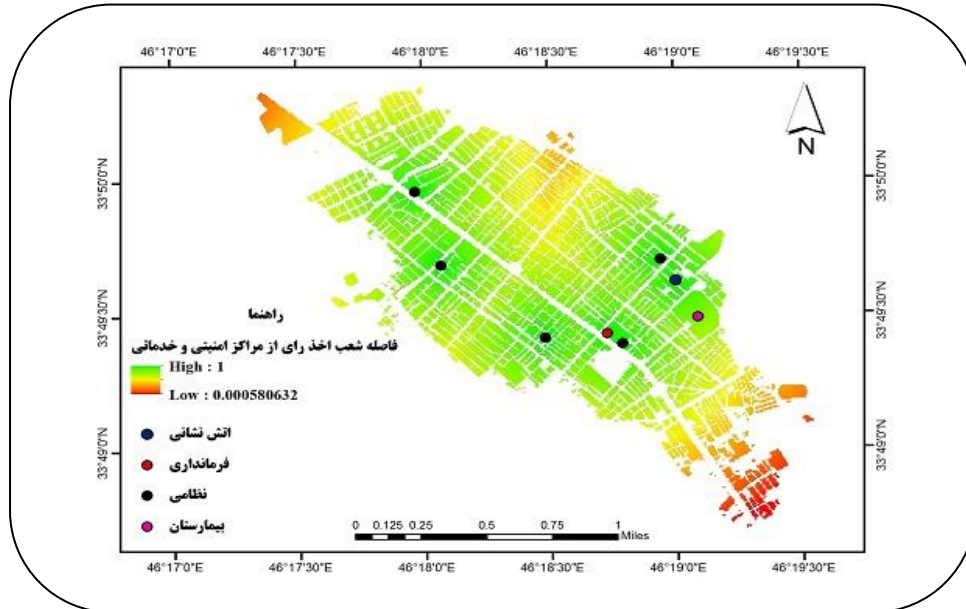 46°17'0"E 46°17'30"E 46°18'0"E 46°18'30"E 46°19'0"E 46°19'30"E
N
33°50'0"N 33°50'0"N
33°49'30"N 33°49'30"N
33°49'0"N 33°49'0"N
راهنما
فاصله شعب اخذ رای از مراکز امنیتی و خدماتی
High : 1
Low : 0.000580632
اتش نشانی
فرمانداری
نظامی
بیمارستان
0 0.125 0.25 0.5 0.75 1
Miles
46°17'0"E 46°17'30"E 46°18'0"E 46°18'30"E 46°19'0"E 46°19'30"E